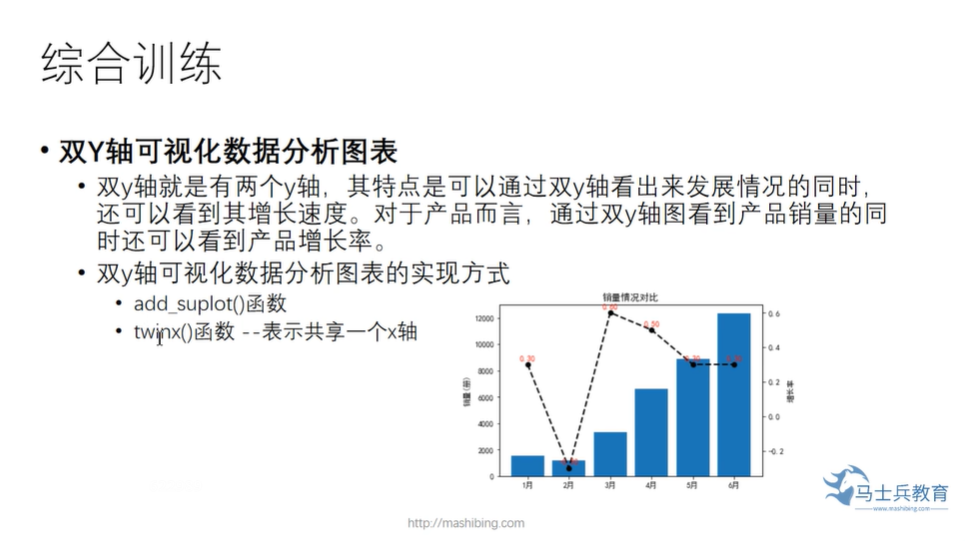 综合训练
• 双Y轴可视化数据分析图表
• 双y轴就是有两个y轴，其特点是可以通过双y轴看出来发展情况的同时，
还可以看到其增长速度。对于产品而言，通过双y轴图看到产品销量的同
时还可以看到产品增长率。
• 双y轴可视化数据分析图表的实现方式
• add_suplot()函数
• twinx()函数 --表示共享一个x轴
销量情况对比
12000
10000
8000
6000
4000
2000
0
销量(册)
0.30
0.50
1月
2月
3月
4月
5月
6月
0.6
0.4
0.2
0.0
-0.2
增长率
马士兵教育
www.mashibing.com
http://mashibing.com